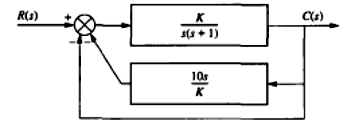 R(s)
+
K
s(s + 1)
C(s)
− −
10s
K